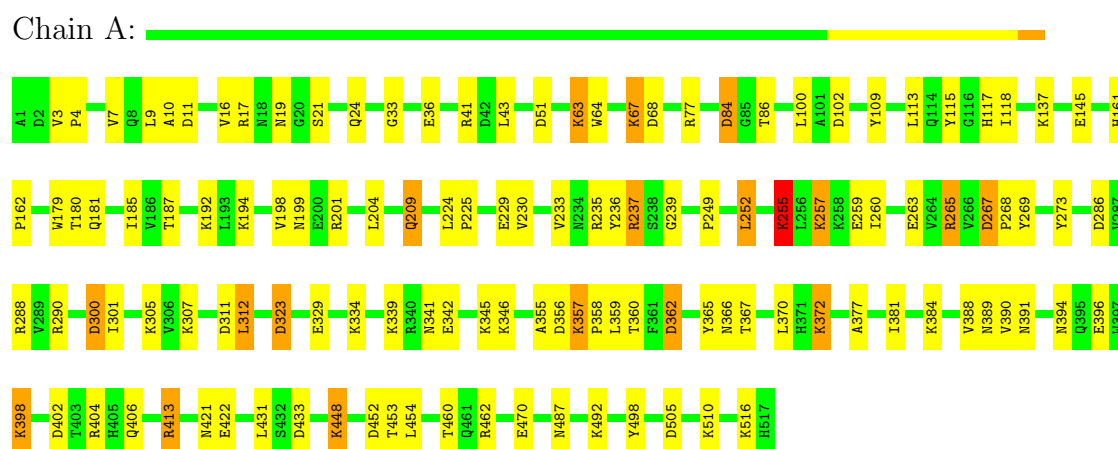 Chain A:
A1 D2 V3 P4 V7 Q8 L9 A10 D11 V16 R17 N18 N19 G20 S21 Q24 G33 E36 R41 D42 L43 D51 K63 W64 K67 D68 R77 D84 G85 T86 L100 A101 D102 Y109 L113 Q114 Y115 G116 H117 I118 K137 E145 H161
P162 W179 T180 Q181 I185 V186 T187 K192 L193 K194 V198 N199 E200 R201 L204 Q209 L224 P225 E229 V230 V233 N234 R235 Y236 R237 S238 G239 P249 L252 K255 L256 K257 K258 E259 I260 E263 V264 R265 V266 D267 P268 Y269 Y273 D286 V287
R288 V289 R290 D300 I301 K305 V306 K307 D311 L312 D323 E329 K334 K339 R340 N341 E342 K345 K346 A355 D356 K357 P358 L359 T360 F361 D362 Y365 N366 T367 L370 H371 K372 A377 I381 K384 V388 N389 V390 N391 N394 Q395 E396
K398 D402 T403 R404 H405 Q406 R413 N421 E422 L431 S432 D433 K448 D452 T453 L454 T460 Q461 R462 E470 N487 K492 Y498 D505 K510 K516 H517